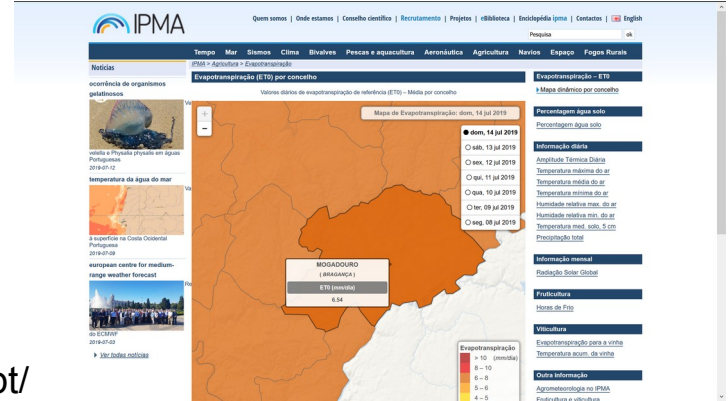 IPMA
Quem somos | Onde estamos | Conselho científico | Recrutamento | Projetos | eBiblioteca | Enciclopédia ipma | Contactos | English
Pesquisa ok
Tempo Mar Sismos Clima Bivalves Pescas e aquacultura Aeronáutica Agricultura Navios Espaço Fogos Rurais
Notícias
ocorrência de organismos
gelatinosos
velella e Physalia physalis em águas
Portuguesas
2019-07-12
temperatura da água do mar
à superfície na Costa Ocidental
Portuguesa
2019-07-09
european centre for medium-
range weather forecast
do ECMWF
2019-07-03
Ver todas notícias
IPMA > Agricultura > Evapotranspiração
Evapotranspiração (ET0) por concelho
Valores diários de evapotranspiração de referência (ET0) – Média por concelho
Va
Va
Re
+
-
Mapa de Evapotranspiração: dom, 14 jul 2019
dom, 14 jul 2019
sáb, 13 jul 2019
sex, 12 jul 2019
qui, 11 jul 2019
qua, 10 jul 2019
ter, 09 jul 2019
seg, 08 jul 2019
MOGADOURO
( BRAGANÇA )
ET0 (mm/dia)
6.54
Evapotranspiração
> 10 (mm/dia)
8 – 10
6 – 8
5 – 6
4 – 5
Evapotranspiração – ET0
Mapa dinâmico por concelho
Percentagem água solo
Percentagem água solo
Informação diária
Amplitude Térmica Diária
Temperatura máxima do ar
Temperatura média do ar
Temperatura mínima do ar
Humidade relativa max. do ar
Humidade relativa min. do ar
Temperatura med. solo, 5 cm
Precipitação total
Informação mensal
Radiação Solar Global
Fruticultura
Horas de Frio
Viticultura
Evapotranspiração para a vinha
Temperatura acum. da vinha
Outra informação
Agrometeorologia no IPMA
Fruticultura e viticultura
ot/